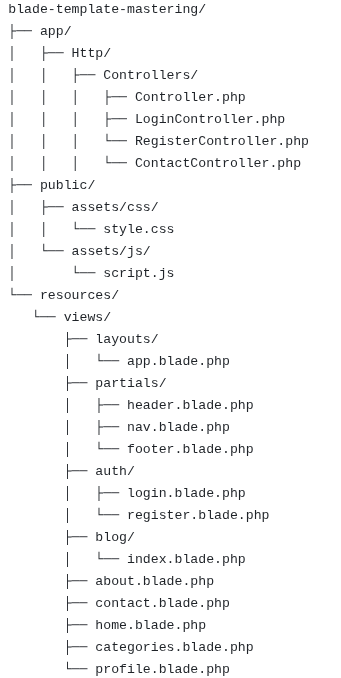 blade-template-mastering/
├── app/
│   ├── Http/
│   │   ├── Controllers/
│   │   │   ├── Controller.php
│   │   │   ├── LoginController.php
│   │   │   └── RegisterController.php
│   │   │   └── ContactController.php
├── public/
│   ├── assets/css/
│   │   └── style.css
│   └── assets/js/
│       └── script.js
└── resources/
   └── views/
       ├── layouts/
       │   └── app.blade.php
       ├── partials/
       │   ├── header.blade.php
       │   ├── nav.blade.php
       │   └── footer.blade.php
       ├── auth/
       │   ├── login.blade.php
       │   └── register.blade.php
       ├── blog/
       │   └── index.blade.php
       ├── about.blade.php
       ├── contact.blade.php
       ├── home.blade.php
       ├── categories.blade.php
       └── profile.blade.php